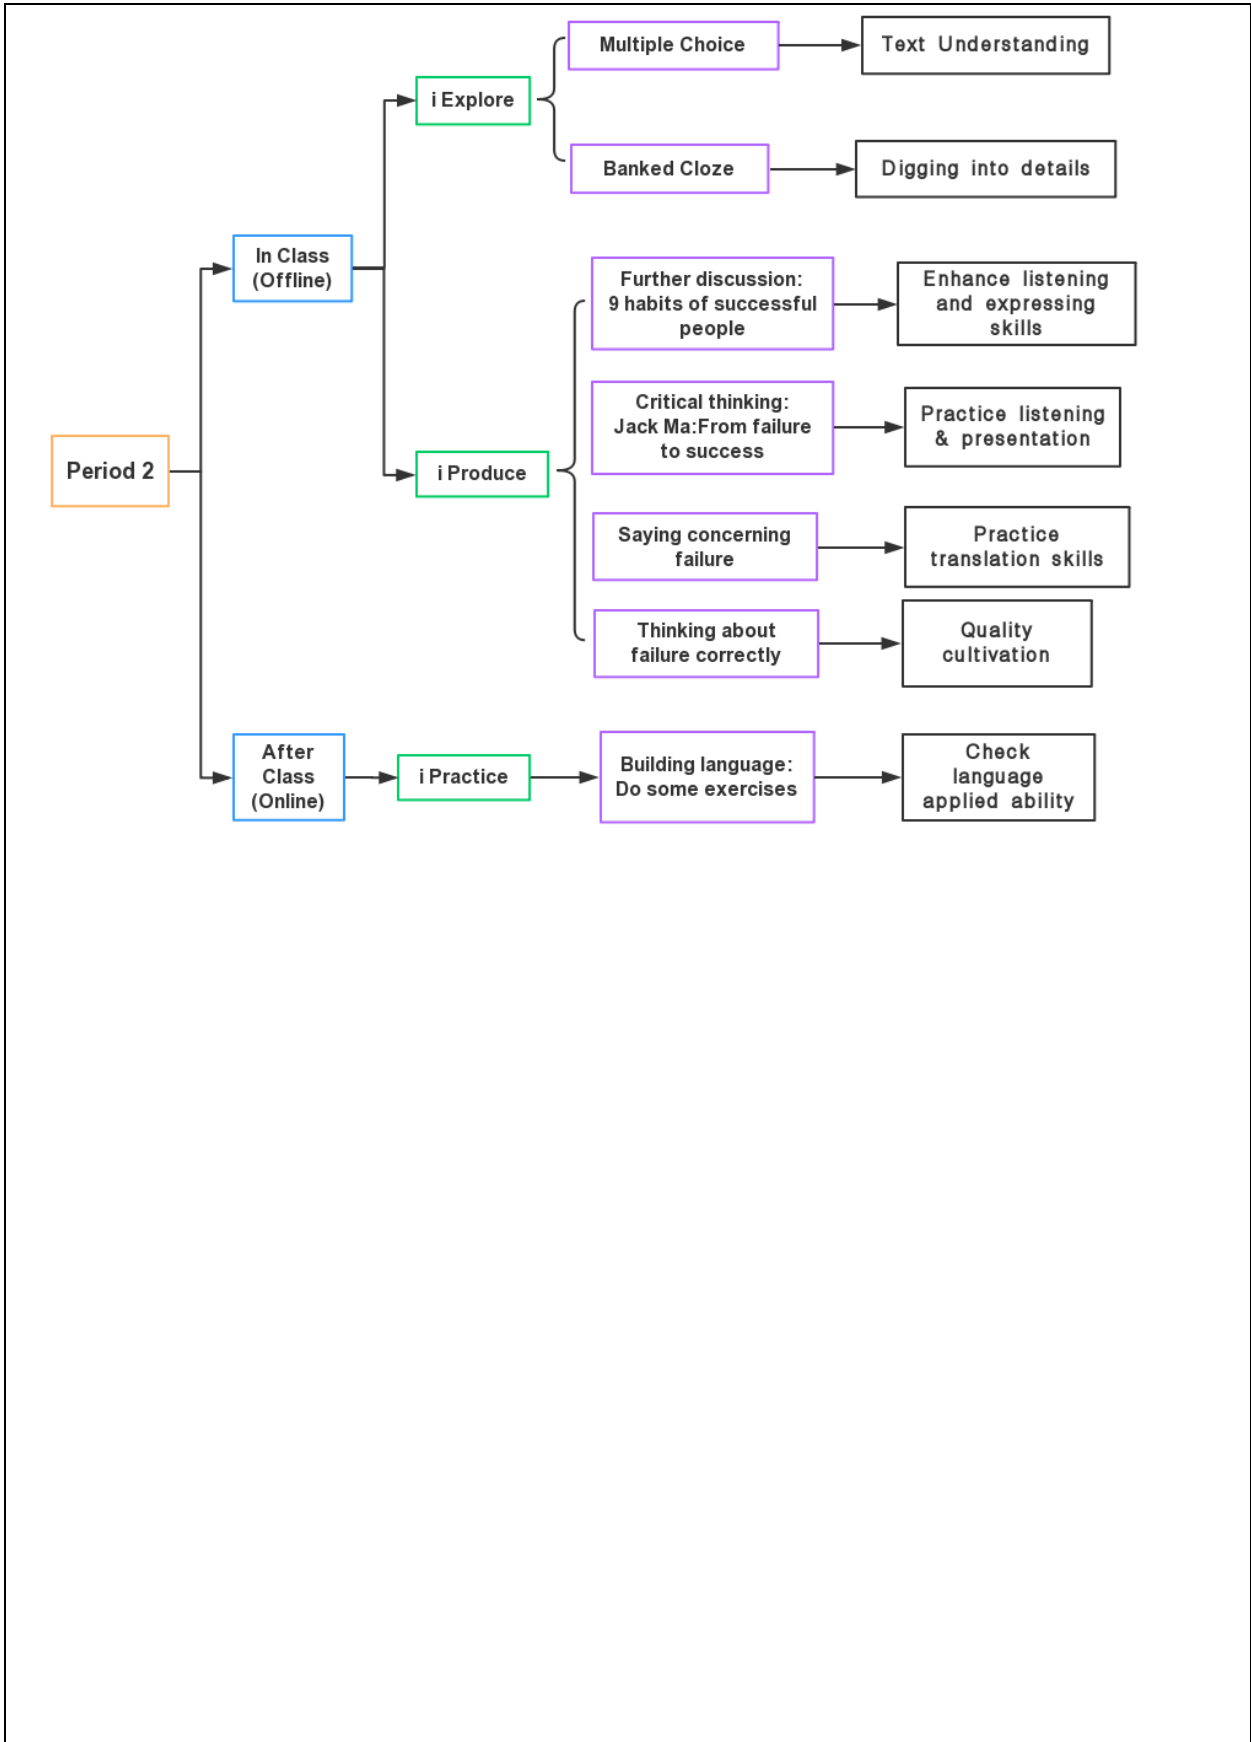 Multiple Choice
Text Understanding
i Explore
Banked Cloze
Digging into details
In Class
(Offline)
Further discussion:
9 habits of successful
people
Enhance listening
and expressing
skills
Critical thinking:
Jack Ma:From failure
to success
Practice listening
& presentation
Period 2
i Produce
Saying concerning
failure
Practice
translation skills
Thinking about
failure correctly
Quality
cultivation
After
Class
(Online)
i Practice
Building language:
Do some exercises
Check
language
applied ability